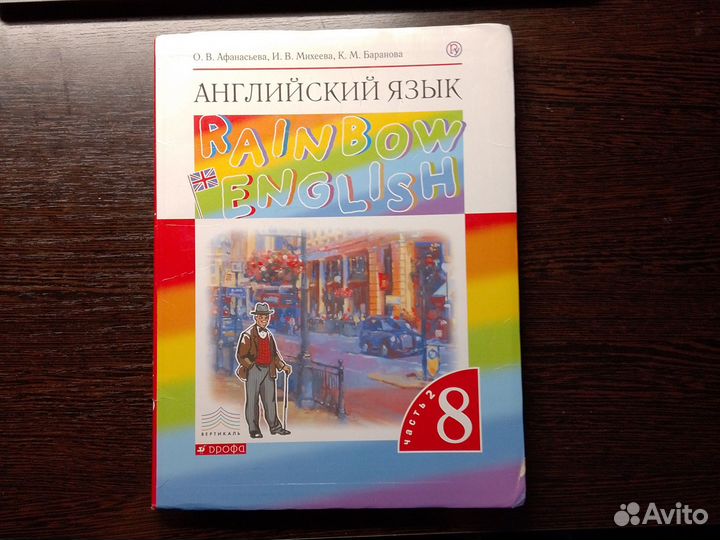 О. В. Афанасьева, И. В. Михеева, К. М. Баранова
АНГЛИЙСКИЙ ЯЗЫК
RAINBOW
ENGLISH
часть 2
8
ВЕРТИКАЛЬ
дрофа
Avito